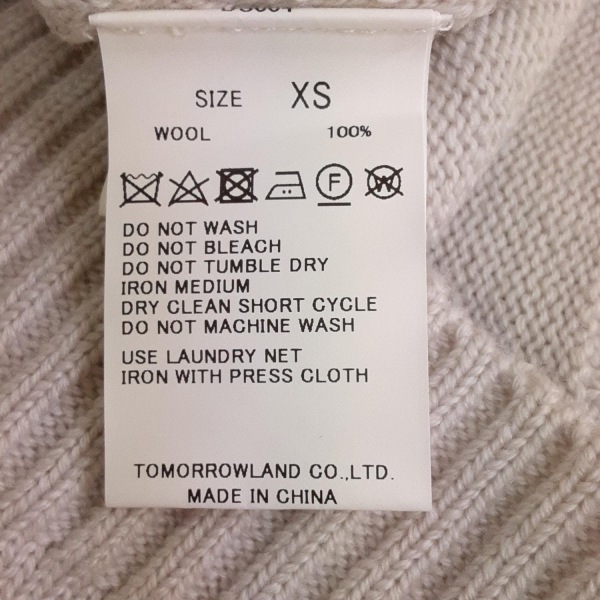 SIZE XS
WOOL 100%
F W
DO NOT WASH
DO NOT BLEACH
DO NOT TUMBLE DRY
IRON MEDIUM
DRY CLEAN SHORT CYCLE
DO NOT MACHINE WASH
USE LAUNDRY NET
IRON WITH PRESS CLOTH
TOMORROWLAND CO.,LTD.
MADE IN CHINA